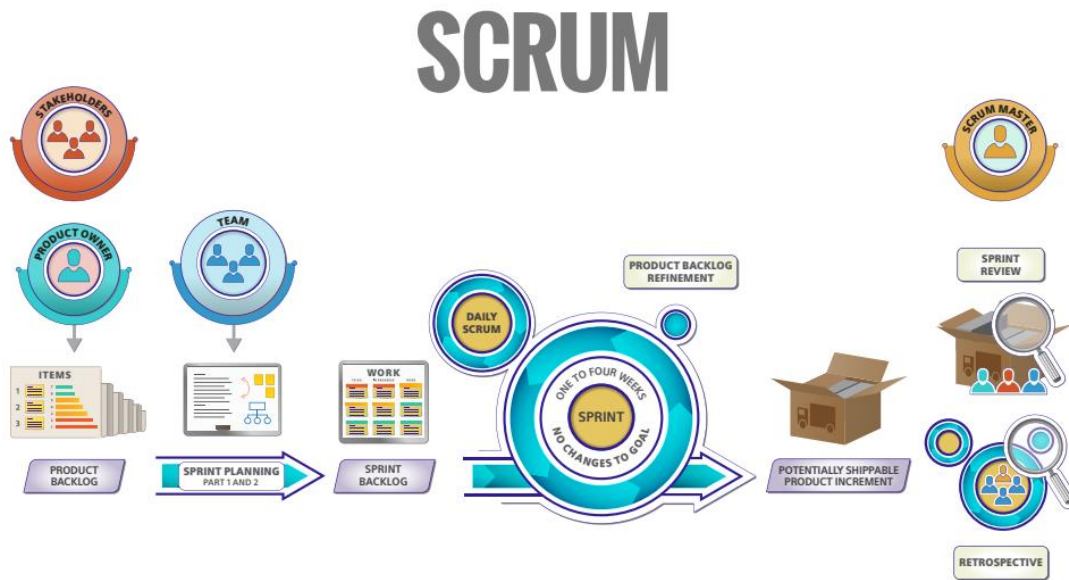 SCRUM
STAKEHOLDERS
SCRUM MASTER
PRODUCT OWNER
TEAM
PRODUCT BACKLOG
REFINEMENT
SPRINT
REVIEW
DAILY
SCRUM
ITEMS
1
2
3
WORK
ONE TO FOUR WEEKS
SPRINT
NO CHANGES TO GOAL
PRODUCT
BACKLOG
SPRINT PLANNING
PART 1 AND 2
SPRINT
BACKLOG
POTENTIALLY SHIPPABLE
PRODUCT INCREMENT
RETROSPECTIVE